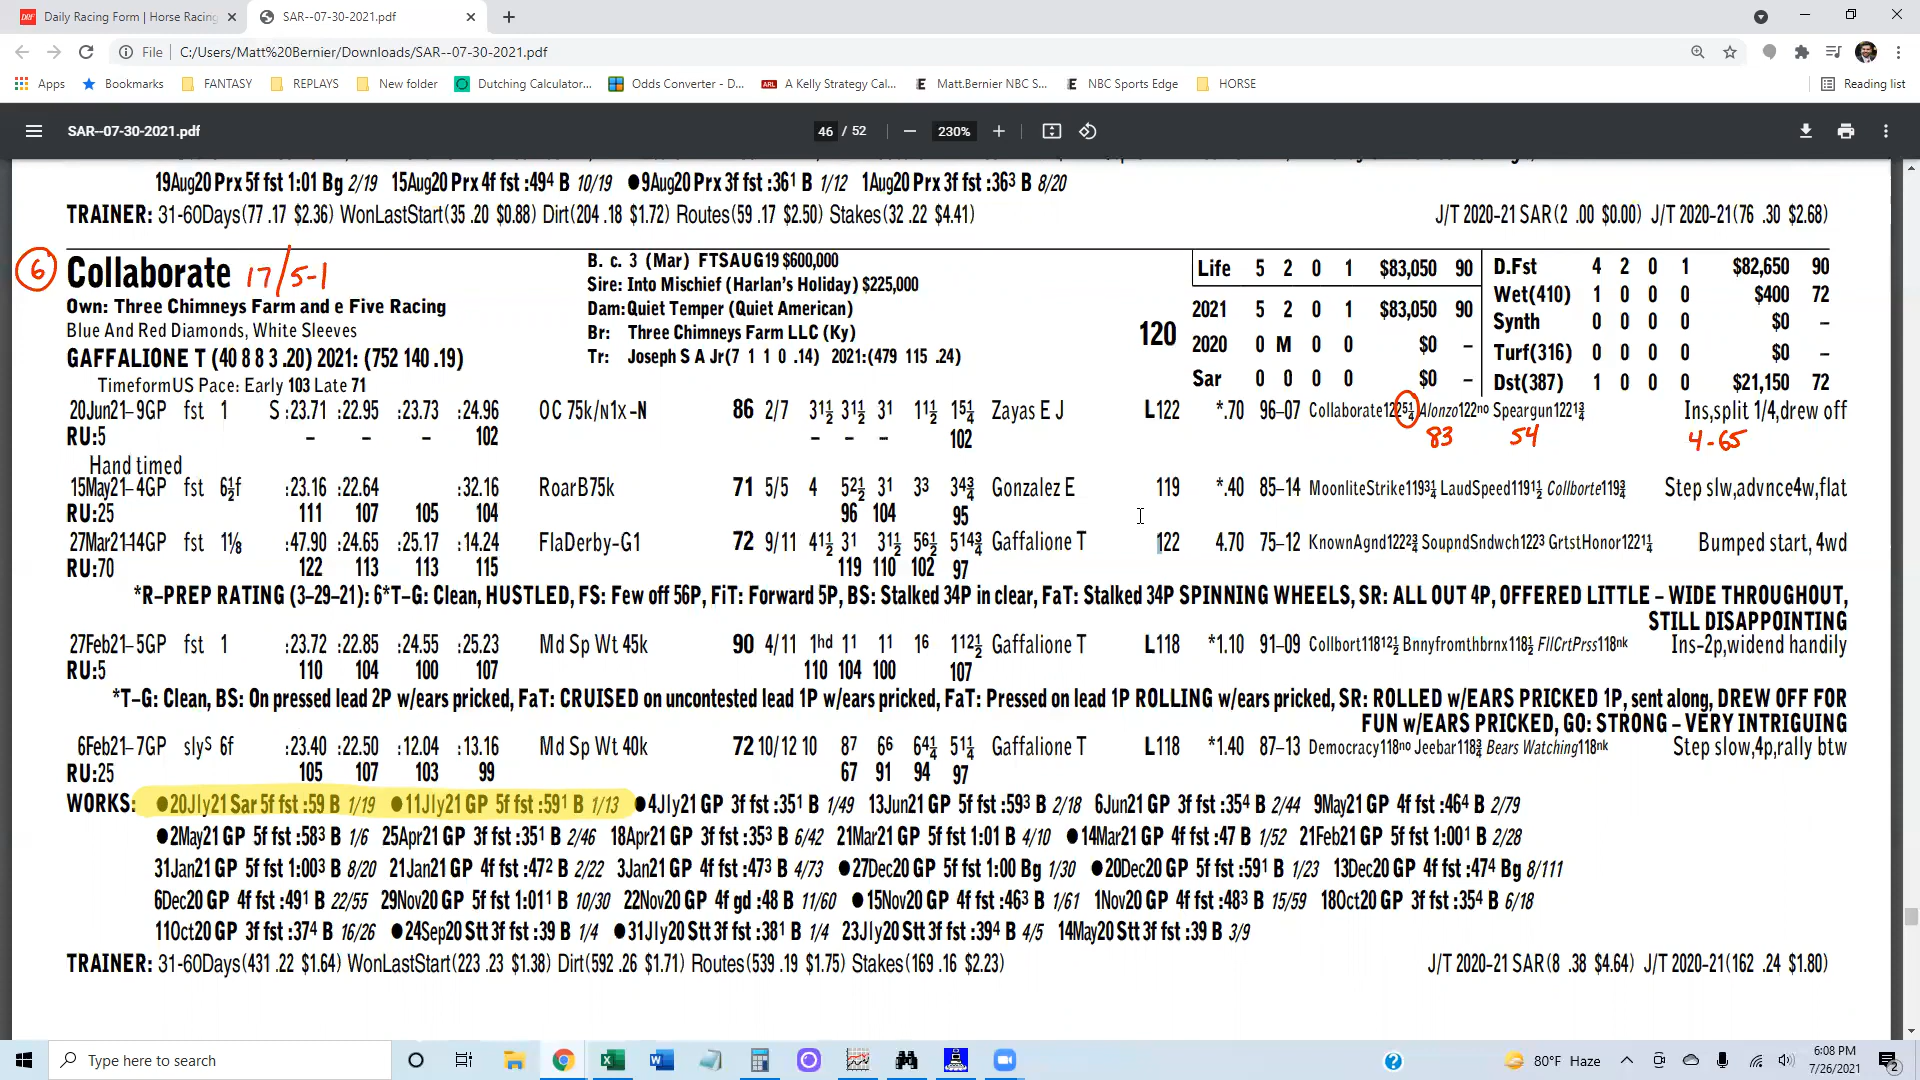 Daily Racing Form | Horse Racing
SAR--07-30-2021.pdf
File C:/Users/Matt%20Bernier/Downloads/SAR--07-30-2021.pdf
Apps Bookmarks FANTASY REPLAYS New folder Dutching Calculator... Odds Converter - D... A Kelly Strategy Cal... Matt.Bernier NBC S... NBC Sports Edge HORSE Reading list
SAR--07-30-2021.pdf 46 / 52 230%
19Aug20 Prx 5f fst 1:01 Bg 2/19 15Aug20 Prx 4f fst :49⁴ B 10/19 ●9Aug20 Prx 3f fst :36¹ B 1/12 1Aug20 Prx 3f fst :36³ B 8/20
TRAINER: 31-60Days(77 .17 $2.36) WonLastStart(35 .20 $0.88) Dirt(204 .18 $1.72) Routes(59 .17 $2.50) Stakes(32 .22 $4.41) J/T 2020-21 SAR(2 .00 $0.00) J/T 2020-21(76 .30 $2.68)
6 Collaborate 17/5-1
Own: Three Chimneys Farm and e Five Racing
Blue And Red Diamonds, White Sleeves
GAFFALIONE T (40 8 8 3 .20) 2021: (752 140 .19)
TimeformUS Pace: Early 103 Late 71
B. c. 3 (Mar) FTSAUG19 $600,000
Sire: Into Mischief (Harlan's Holiday) $225,000
Dam: Quiet Temper (Quiet American)
Br: Three Chimneys Farm LLC (Ky)
Tr: Joseph S A Jr(7 1 1 0 .14) 2021:(479 115 .24)
120
Life 5 2 0 1 $83,050 90
2021 5 2 0 1 $83,050 90
2020 0 M 0 0 $0 –
Sar 0 0 0 0 $0 –
D.Fst 4 2 0 1 $82,650 90
Wet(410) 1 0 0 0 $400 72
Synth 0 0 0 0 $0 –
Turf(316) 0 0 0 0 $0 –
Dst(387) 1 0 0 0 $21,150 72
20Jun21–9GP fst 1 S :23.71 :22.95 :23.73 :24.96 OC 75k/N1x -N 86 2/7 3¹½ 3¹½ 3¹ 1¹½ 1⁵¼ Zayas E J L122 *.70 96–07 Collaborate122⁵¼ Alonzo122ⁿᵒ Speargun122¹¾ Ins,split 1/4,drew off
RU:5 – – – 102 – – – 102 83 54 4-65
Hand timed
15May21–4GP fst 6½f :23.16 :22.64 :32.16 RoarB75k 71 5/5 4 5²½ 3¹ 3³ 3⁴¾ Gonzalez E 119 *.40 85–14 MoonliteStrike119³¼ LaudSpeed119¹½ Collborte119¾ Step slw,advnce4w,flat
RU:25 111 107 105 104 96 104 95
27Mar21–14GP fst 1⅛ :47.90 :24.65 :25.17 :14.24 FlaDerby-G1 72 9/11 4¹½ 3¹ 3¹½ 5⁶½ 5¹⁴¾ Gaffalione T 122 4.70 75–12 KnownAgnd122²¾ SoupndSndwch122³ GrtstHonor122¹¼ Bumped start, 4wd
RU:70 122 113 113 115 119 110 102 97
*R–PREP RATING (3–29–21): 6*T–G: Clean, HUSTLED, FS: Few off 56P, FiT: Forward 5P, BS: Stalked 34P in clear, FaT: Stalked 34P SPINNING WHEELS, SR: ALL OUT 4P, OFFERED LITTLE – WIDE THROUGHOUT,
STILL DISAPPOINTING
27Feb21–5GP fst 1 :23.72 :22.85 :24.55 :25.23 Md Sp Wt 45k 90 4/11 1ʰᵈ 1¹ 1¹ 1⁶ 1¹²½ Gaffalione T L118 *1.10 91–09 Collbort118¹²½ Bnnyfromthbrnx118½ FllCrtPrss118ⁿᵏ Ins–2p,widend handily
RU:5 110 104 100 107 110 104 100 107
*T–G: Clean, BS: On pressed lead 2P w/ears pricked, FaT: CRUISED on uncontested lead 1P w/ears pricked, FaT: Pressed on lead 1P ROLLING w/ears pricked, SR: ROLLED w/EARS PRICKED 1P, sent along, DREW OFF FOR
FUN w/EARS PRICKED, GO: STRONG – VERY INTRIGUING
6Feb21–7GP slyˢ 6f :23.40 :22.50 :12.04 :13.16 Md Sp Wt 40k 72 10/12 10 8⁷ 6⁶ 6⁴¼ 5¹¼ Gaffalione T L118 *1.40 87–13 Democracy118ⁿᵒ Jeebar118¾ Bears Watching118ⁿᵏ Step slow,4p,rally btw
RU:25 105 107 103 99 67 91 94 97
WORKS: ●20Jly21 Sar 5f fst :59 B 1/19 ●11Jly21 GP 5f fst :59¹ B 1/13 ●4Jly21 GP 3f fst :35¹ B 1/49 13Jun21 GP 5f fst :59³ B 2/18 6Jun21 GP 3f fst :35⁴ B 2/44 9May21 GP 4f fst :46⁴ B 2/79
●2May21 GP 5f fst :58³ B 1/6 25Apr21 GP 3f fst :35¹ B 2/46 18Apr21 GP 3f fst :35³ B 6/42 21Mar21 GP 5f fst 1:01 B 4/10 ●14Mar21 GP 4f fst :47 B 1/52 21Feb21 GP 5f fst 1:00¹ B 2/28
31Jan21 GP 5f fst 1:00³ B 8/20 21Jan21 GP 4f fst :47² B 2/22 3Jan21 GP 4f fst :47³ B 4/73 ●27Dec20 GP 5f fst 1:00 Bg 1/30 ●20Dec20 GP 5f fst :59¹ B 1/23 13Dec20 GP 4f fst :47⁴ Bg 8/111
6Dec20 GP 4f fst :49¹ B 22/55 29Nov20 GP 5f fst 1:01¹ B 10/30 22Nov20 GP 4f gd :48 B 11/60 ●15Nov20 GP 4f fst :46³ B 1/61 1Nov20 GP 4f fst :48³ B 15/59 18Oct20 GP 3f fst :35⁴ B 6/18
11Oct20 GP 3f fst :37⁴ B 16/26 ●24Sep20 Stt 3f fst :39 B 1/4 ●31Jly20 Stt 3f fst :38¹ B 1/4 23Jly20 Stt 3f fst :39⁴ B 4/5 14May20 Stt 3f fst :39 B 3/9
TRAINER: 31-60Days(431 .22 $1.64) WonLastStart(223 .23 $1.38) Dirt(592 .26 $1.71) Routes(539 .19 $1.75) Stakes(169 .16 $2.23) J/T 2020-21 SAR(8 .38 $4.64) J/T 2020-21(162 .24 $1.80)
Type here to search
80°F Haze
6:08 PM
7/26/2021